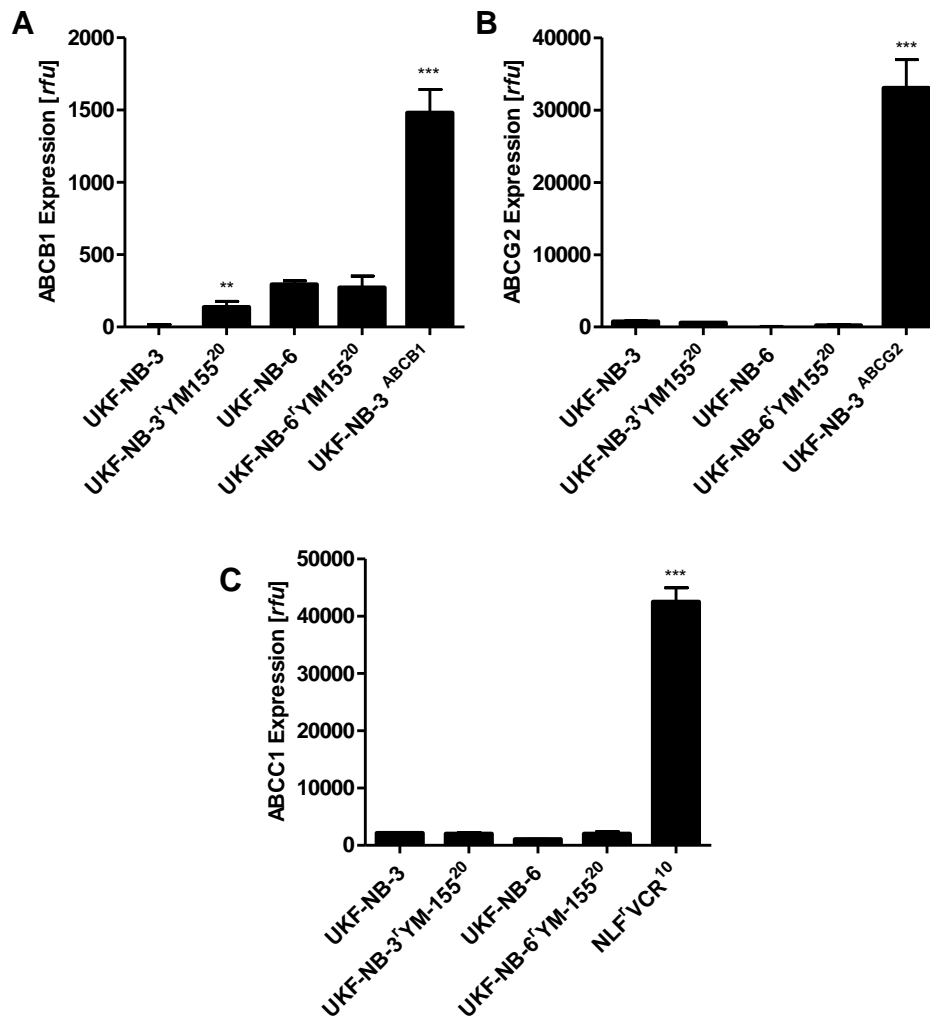 A
ABCB1 Expression [rfu]
2000
1500
1000
500
0
**
***
UKF-NB-3
UKF-NB-3ʳYM155²⁰
UKF-NB-6
UKF-NB-6ʳYM155²⁰
UKF-NB-3 ᴬᴮᶜᴮ¹
B
ABCG2 Expression [rfu]
40000
30000
20000
10000
0
***
UKF-NB-3
UKF-NB-3ʳYM155²⁰
UKF-NB-6
UKF-NB-6ʳYM155²⁰
UKF-NB-3 ᴬᴮᶜᴳ²
C
ABCC1 Expression [rfu]
50000
40000
30000
20000
10000
0
***
UKF-NB-3
UKF-NB-3ʳYM-155²⁰
UKF-NB-6
UKF-NB-6ʳYM-155²⁰
NLFʳVCR¹⁰